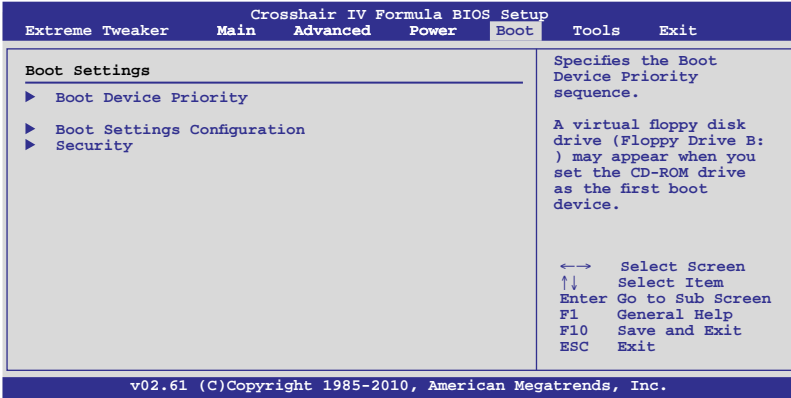 Crosshair IV Formula BIOS Setup
Extreme Tweaker Main Advanced Power Boot Tools Exit
Boot Settings
▶ Boot Device Priority
▶ Boot Settings Configuration
▶ Security
Specifies the Boot
Device Priority
sequence.
A virtual floppy disk
drive (Floppy Drive B:
) may appear when you
set the CD-ROM drive
as the first boot
device.
←→ Select Screen
↑↓ Select Item
Enter Go to Sub Screen
F1 General Help
F10 Save and Exit
ESC Exit
v02.61 (C)Copyright 1985-2010, American Megatrends, Inc.